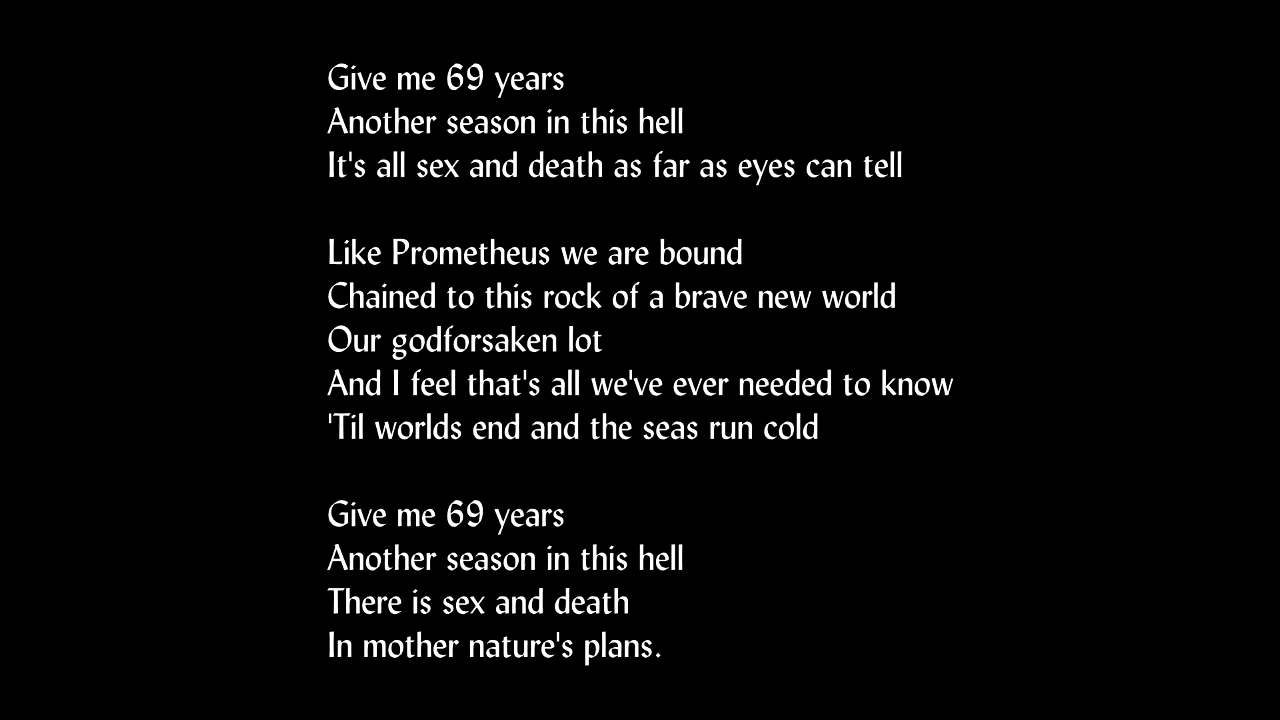 Give me 69 years
Another season in this hell
It's all sex and death as far as eyes can tell
Like Prometheus we are bound
Chained to this rock of a brave new world
Our godforsaken lot
And I feel that's all we've ever needed to know
'Til worlds end and the seas run cold
Give me 69 years
Another season in this hell
There is sex and death
In mother nature's plans.